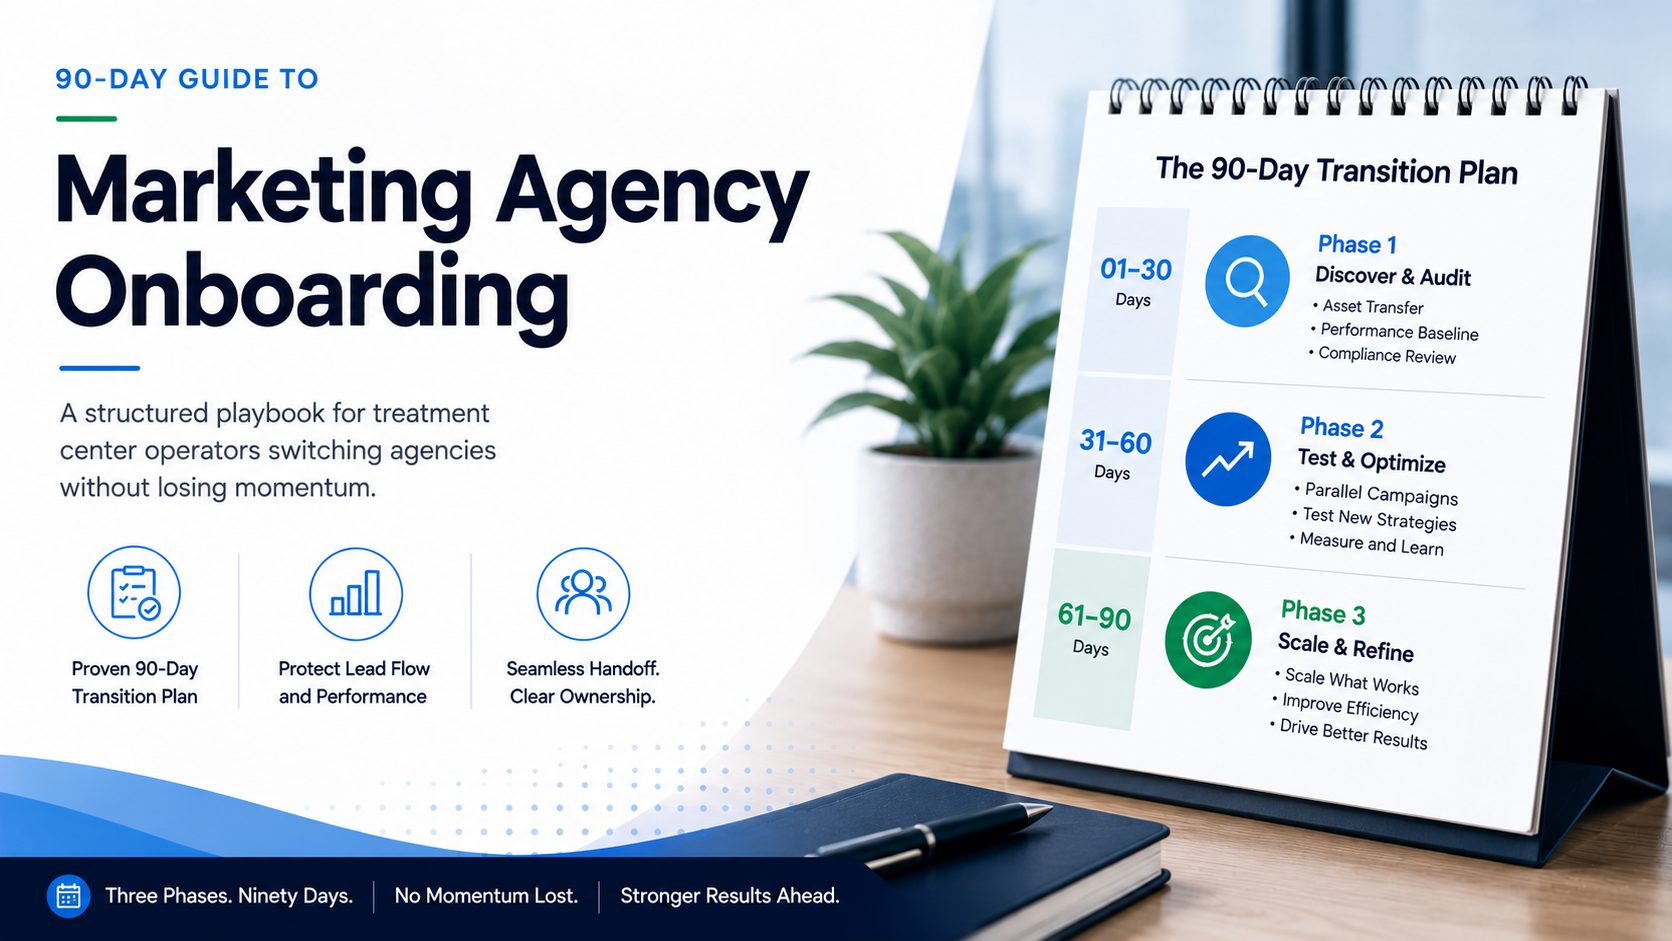 90-DAY GUIDE TO
Marketing Agency
Onboarding
A structured playbook for treatment
center operators switching agencies
without losing momentum.
Proven 90-Day
Transition Plan
Protect Lead Flow
and Performance
Seamless Handoff.
Clear Ownership.
Three Phases. Ninety Days.
No Momentum Lost.
Stronger Results Ahead.
The 90-Day Transition Plan
01–30
Days
Phase 1
Discover & Audit
• Asset Transfer
• Performance Baseline
• Compliance Review
31–60
Days
Phase 2
Test & Optimize
• Parallel Campaigns
• Test New Strategies
• Measure and Learn
61–90
Days
Phase 3
Scale & Refine
• Scale What Works
• Improve Efficiency
• Drive Better Results